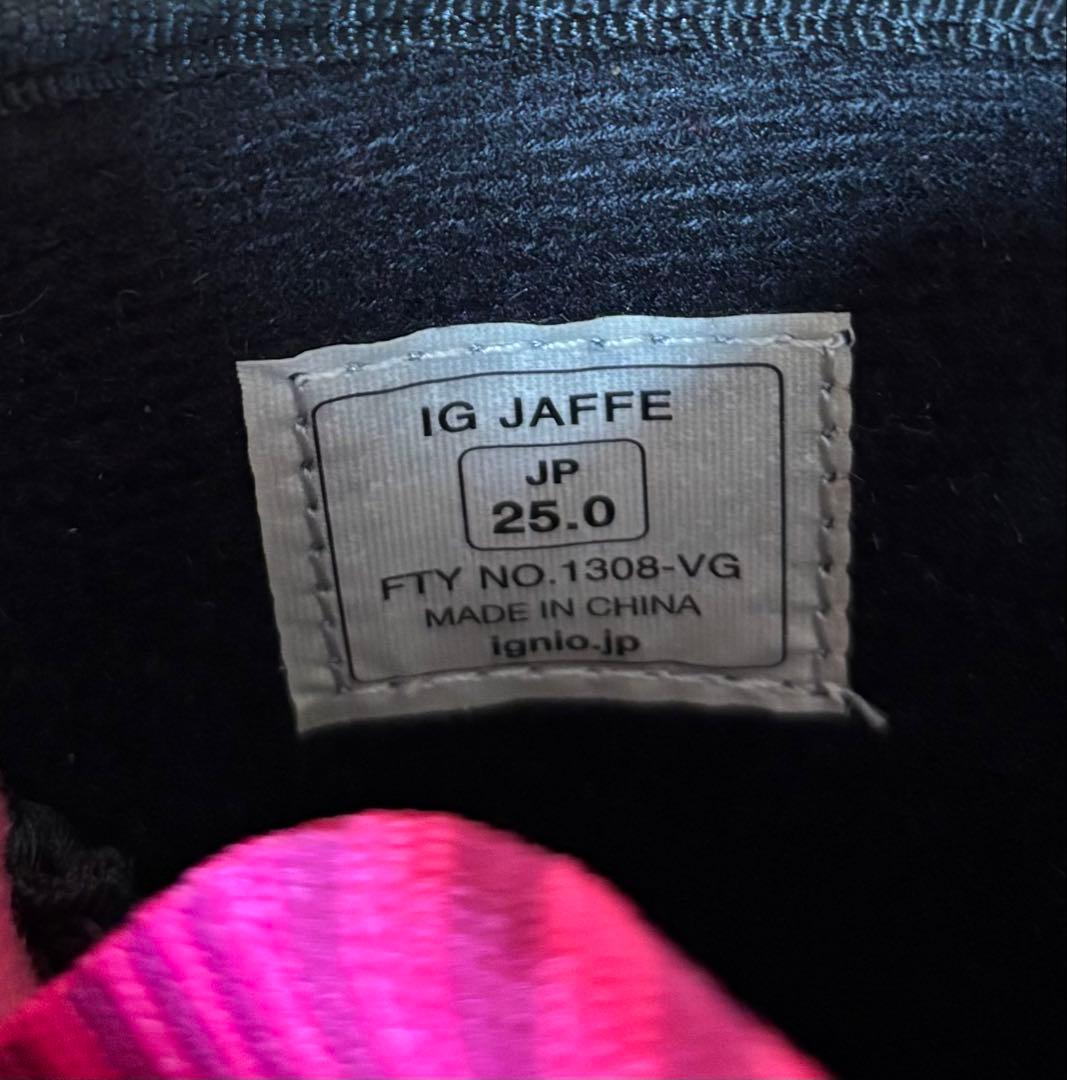 IG JAFFE
JP
25.0
FTY NO.1308-VG
MADE IN CHINA
ignio.jp